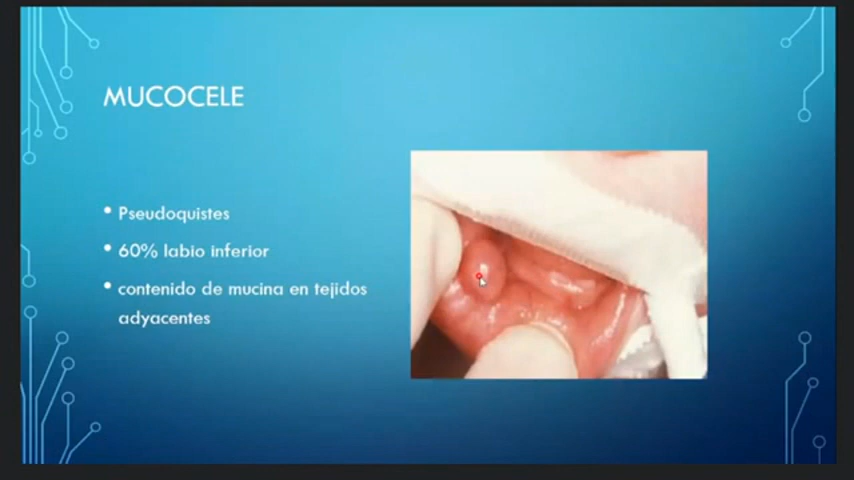 MUCOCELE
• Pseudoquistes
• 60% labio inferior
• contenido de mucina en tejidos
adyacentes